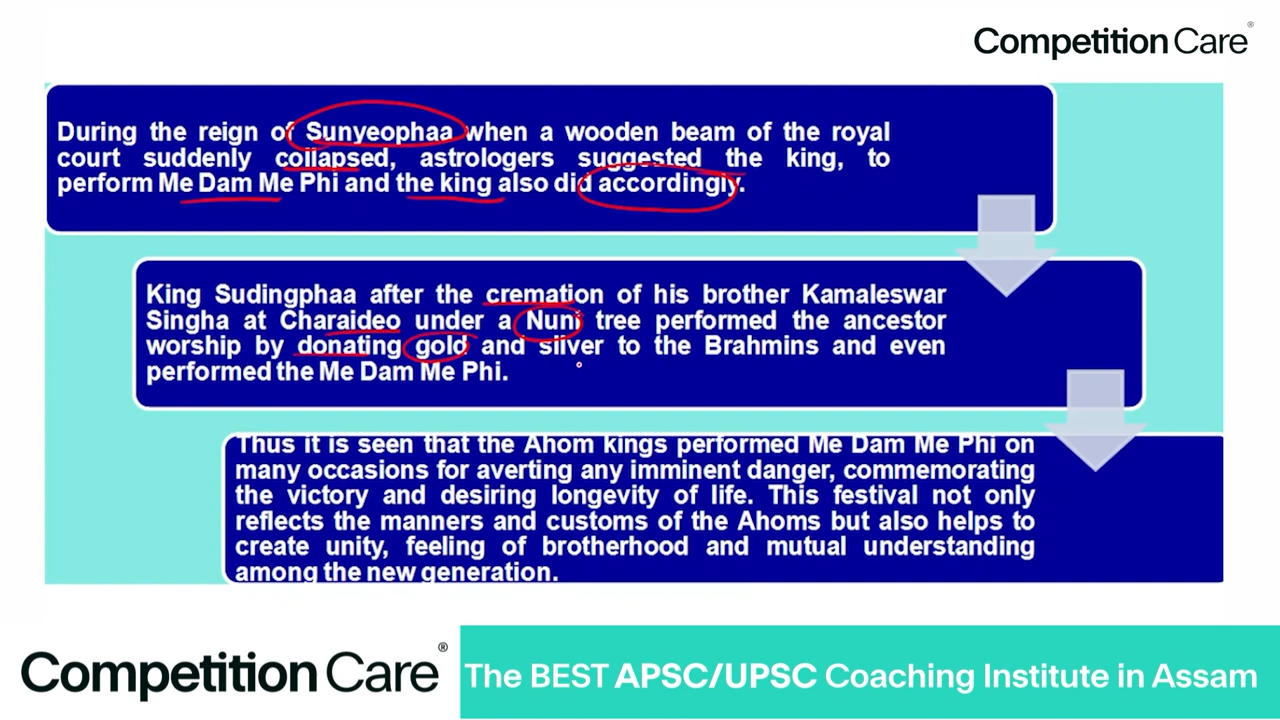 Competition Care®
During the reign of Sunyeophaa when a wooden beam of the royal
court suddenly collapsed, astrologers suggested the king, to
perform Me Dam Me Phi and the king also did accordingly.
King Sudingphaa after the cremation of his brother Kamaleswar
Singha at Charaideo under a Nuni tree performed the ancestor
worship by donating gold and silver to the Brahmins and even
performed the Me Dam Me Phi.
Thus it is seen that the Ahom kings performed Me Dam Me Phi on
many occasions for averting any imminent danger, commemorating
the victory and desiring longevity of life. This festival not only
reflects the manners and customs of the Ahoms but also helps to
create unity, feeling of brotherhood and mutual understanding
among the new generation.
Competition Care®
The BEST APSC/UPSC Coaching Institute in Assam